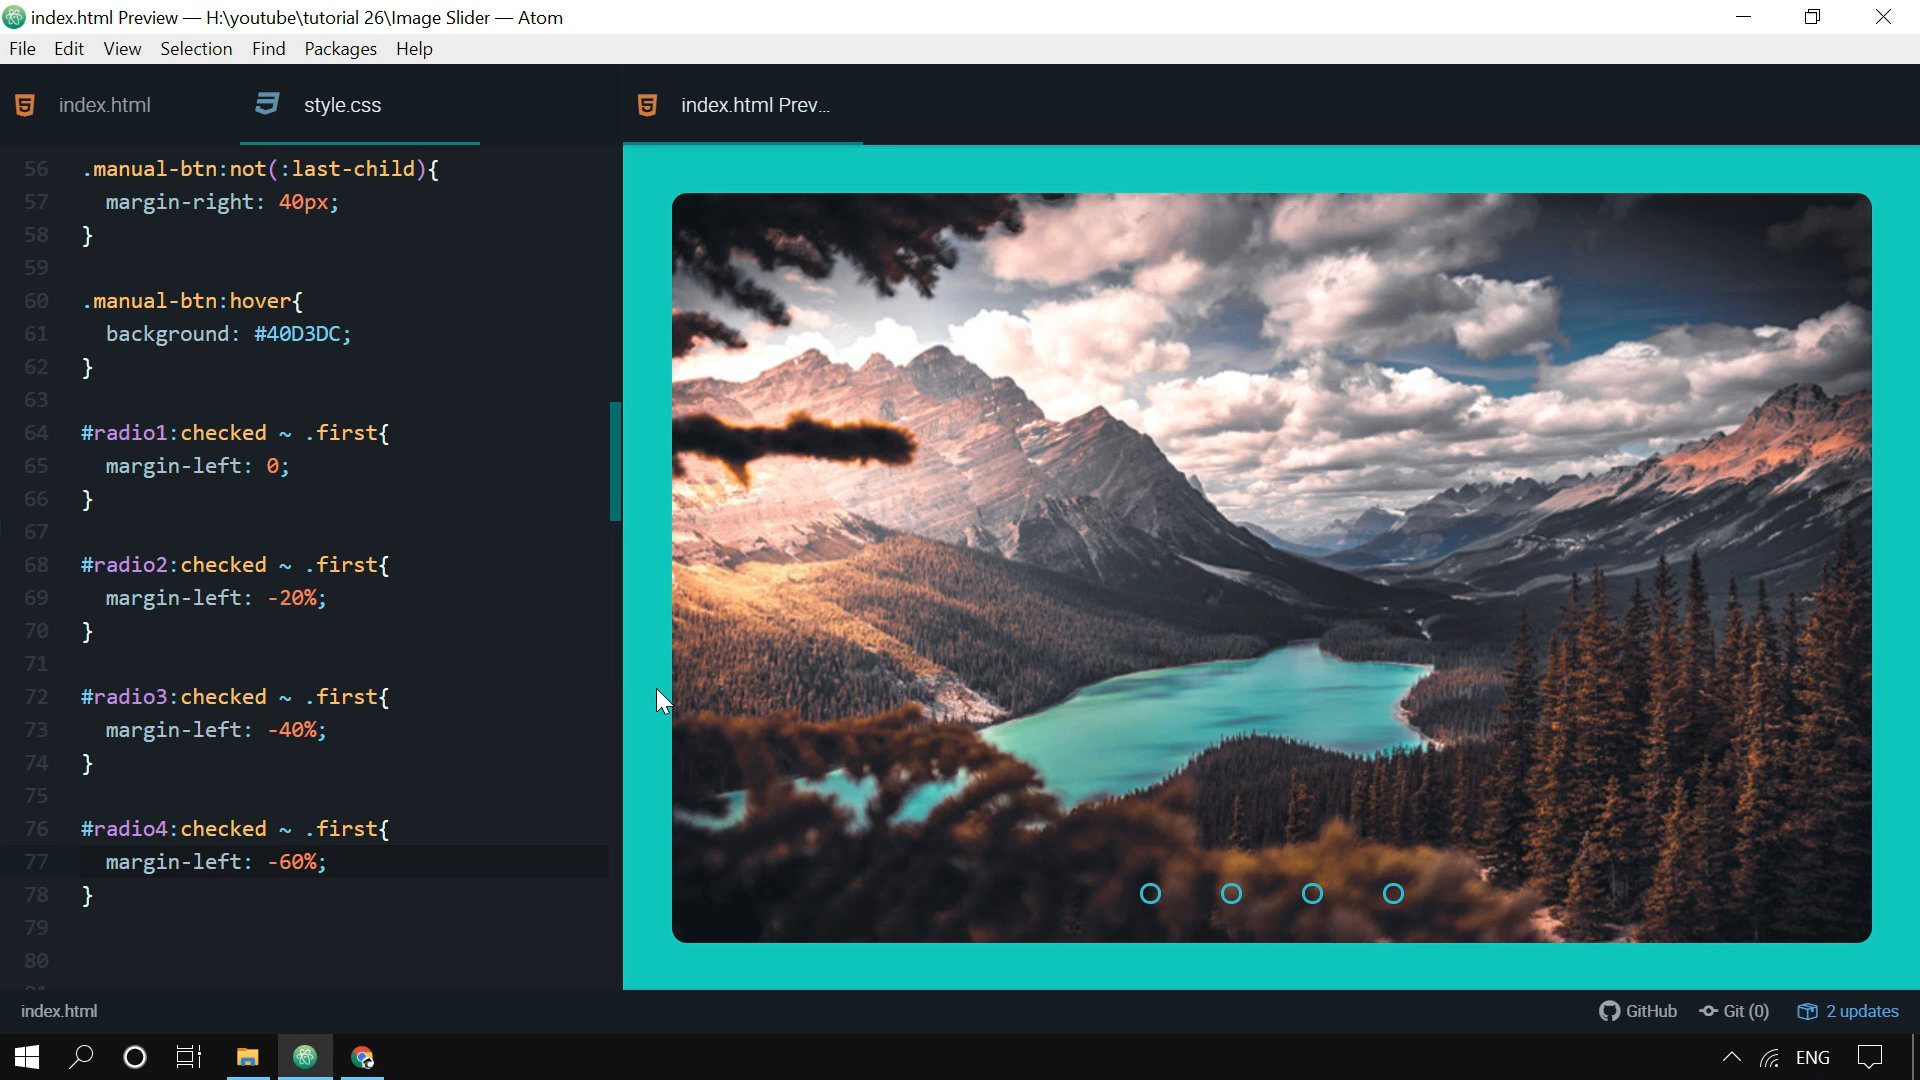 index.html Preview — H:\youtube\tutorial 26\Image Slider — Atom
File Edit View Selection Find Packages Help
index.html style.css index.html Prev...
56 .manual-btn:not(:last-child){
57 margin-right: 40px;
58 }
59
60 .manual-btn:hover{
61 background: #40D3DC;
62 }
63
64 #radio1:checked ~ .first{
65 margin-left: 0;
66 }
67
68 #radio2:checked ~ .first{
69 margin-left: -20%;
70 }
71
72 #radio3:checked ~ .first{
73 margin-left: -40%;
74 }
75
76 #radio4:checked ~ .first{
77 margin-left: -60%;
78 }
79
80
index.html GitHub Git (0) 2 updates
ENG